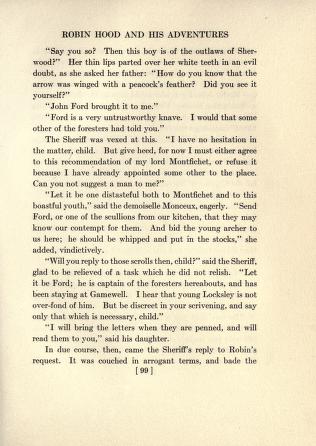 ROBIN HOOD AND HIS ADVENTURES
"Say you so? Then this boy is of the outlaws of Sher-
wood?" Her thin lips parted over her white teeth in an evil
doubt, as she asked her father: "How do you know that the
arrow was winged with a peacock's feather? Did you see it
yourself?"
"John Ford brought it to me."
"Ford is a very untrustworthy knave. I would that some
other of the foresters had told you."
The Sheriff was vexed at this. "I have no hesitation in
the matter, child. But give heed, for now I must either agree
to this recommendation of my lord Montfichet, or refuse it
because I have already appointed some other to the place.
Can you not suggest a man to me?"
"Let it be one distasteful both to Montfichet and to this
boastful youth," said the demoiselle Monceux, eagerly. "Send
Ford, or one of the scullions from our kitchen, that they may
know our contempt for them. And bid the young archer to
us here; he should be whipped and put in the stocks," she
added, vindictively.
"Will you reply to those scrolls then, child?" said the Sheriff,
glad to be relieved of a task which he did not relish. "Let
it be Ford; he is captain of the foresters hereabouts, and has
been staying at Gamewell. I hear that young Locksley is not
over-fond of him. But be discreet in your scrivening, and say
only that which is necessary, child."
"I will bring the letters when they are penned, and will
read them to you," said his daughter.
In due course, then, came the Sheriff's reply to Robin's
request. It was couched in arrogant terms, and bade the
[ 99 ]